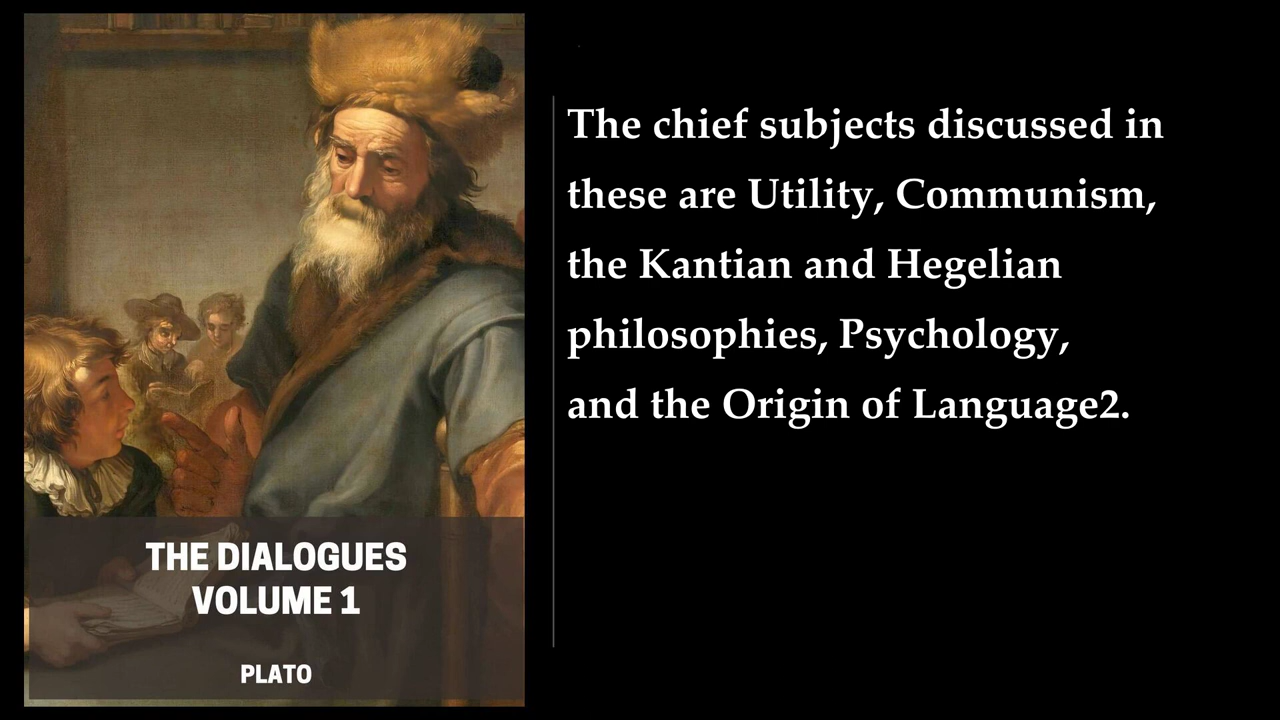 THE DIALOGUES
VOLUME 1
PLATO
The chief subjects discussed in
these are Utility, Communism,
the Kantian and Hegelian
philosophies, Psychology,
and the Origin of Language2.